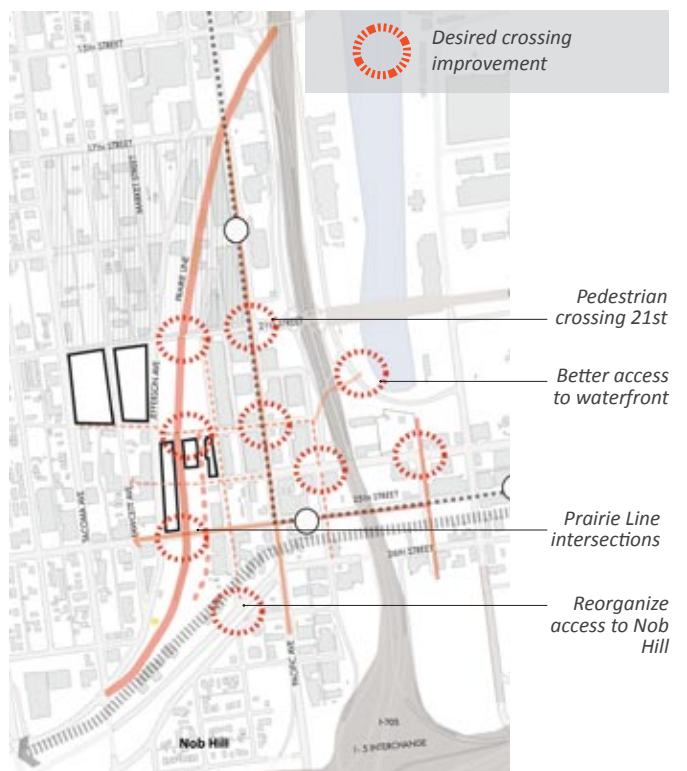 Desired crossing
improvement
15TH STREET
17TH STREET
MARKET STREET
PRAIRIE LINE
Pedestrian
crossing 21st
21ST STREET
Better access
to waterfront
JEFFERSON AVE
TACOMA AVE
FAWCETT AVE
25TH STREET
Prairie Line
intersections
26TH STREET
Reorganize
access to Nob
Hill
PACIFIC AVE
I-705
Nob Hill
I- 5 INTERCHANGE